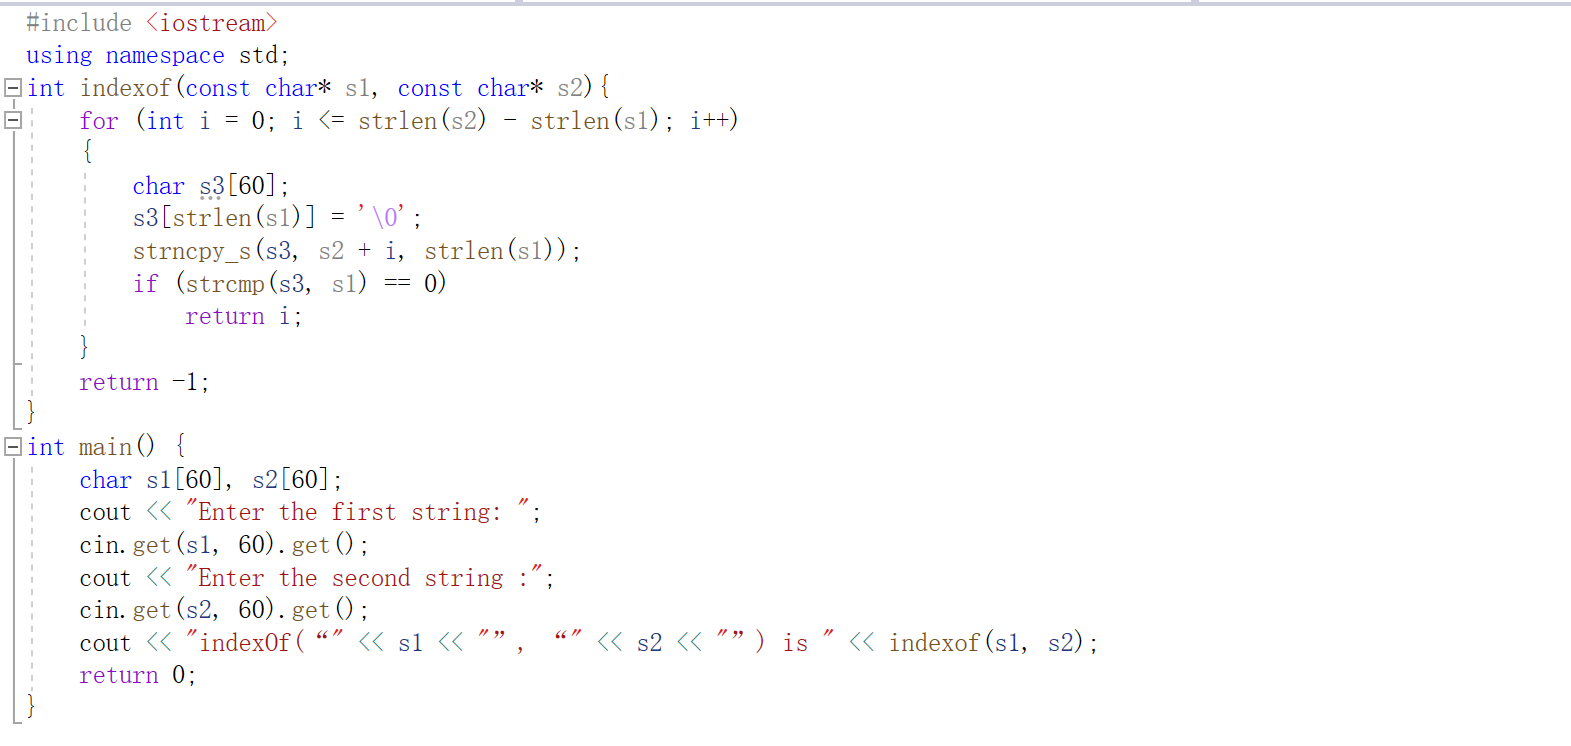 #include <iostream>
using namespace std;
int indexof(const char* s1, const char* s2){
    for (int i = 0; i <= strlen(s2) - strlen(s1); i++)
    {
        char s3[60];
        s3[strlen(s1)] = '\0';
        strncpy_s(s3, s2 + i, strlen(s1));
        if (strcmp(s3, s1) == 0)
            return i;
    }
    return -1;
}
int main() {
    char s1[60], s2[60];
    cout << "Enter the first string: ";
    cin.get(s1, 60).get();
    cout << "Enter the second string :";
    cin.get(s2, 60).get();
    cout << "indexOf(“" << s1 << "”, “" << s2 << "”) is " << indexof(s1, s2);
    return 0;
}